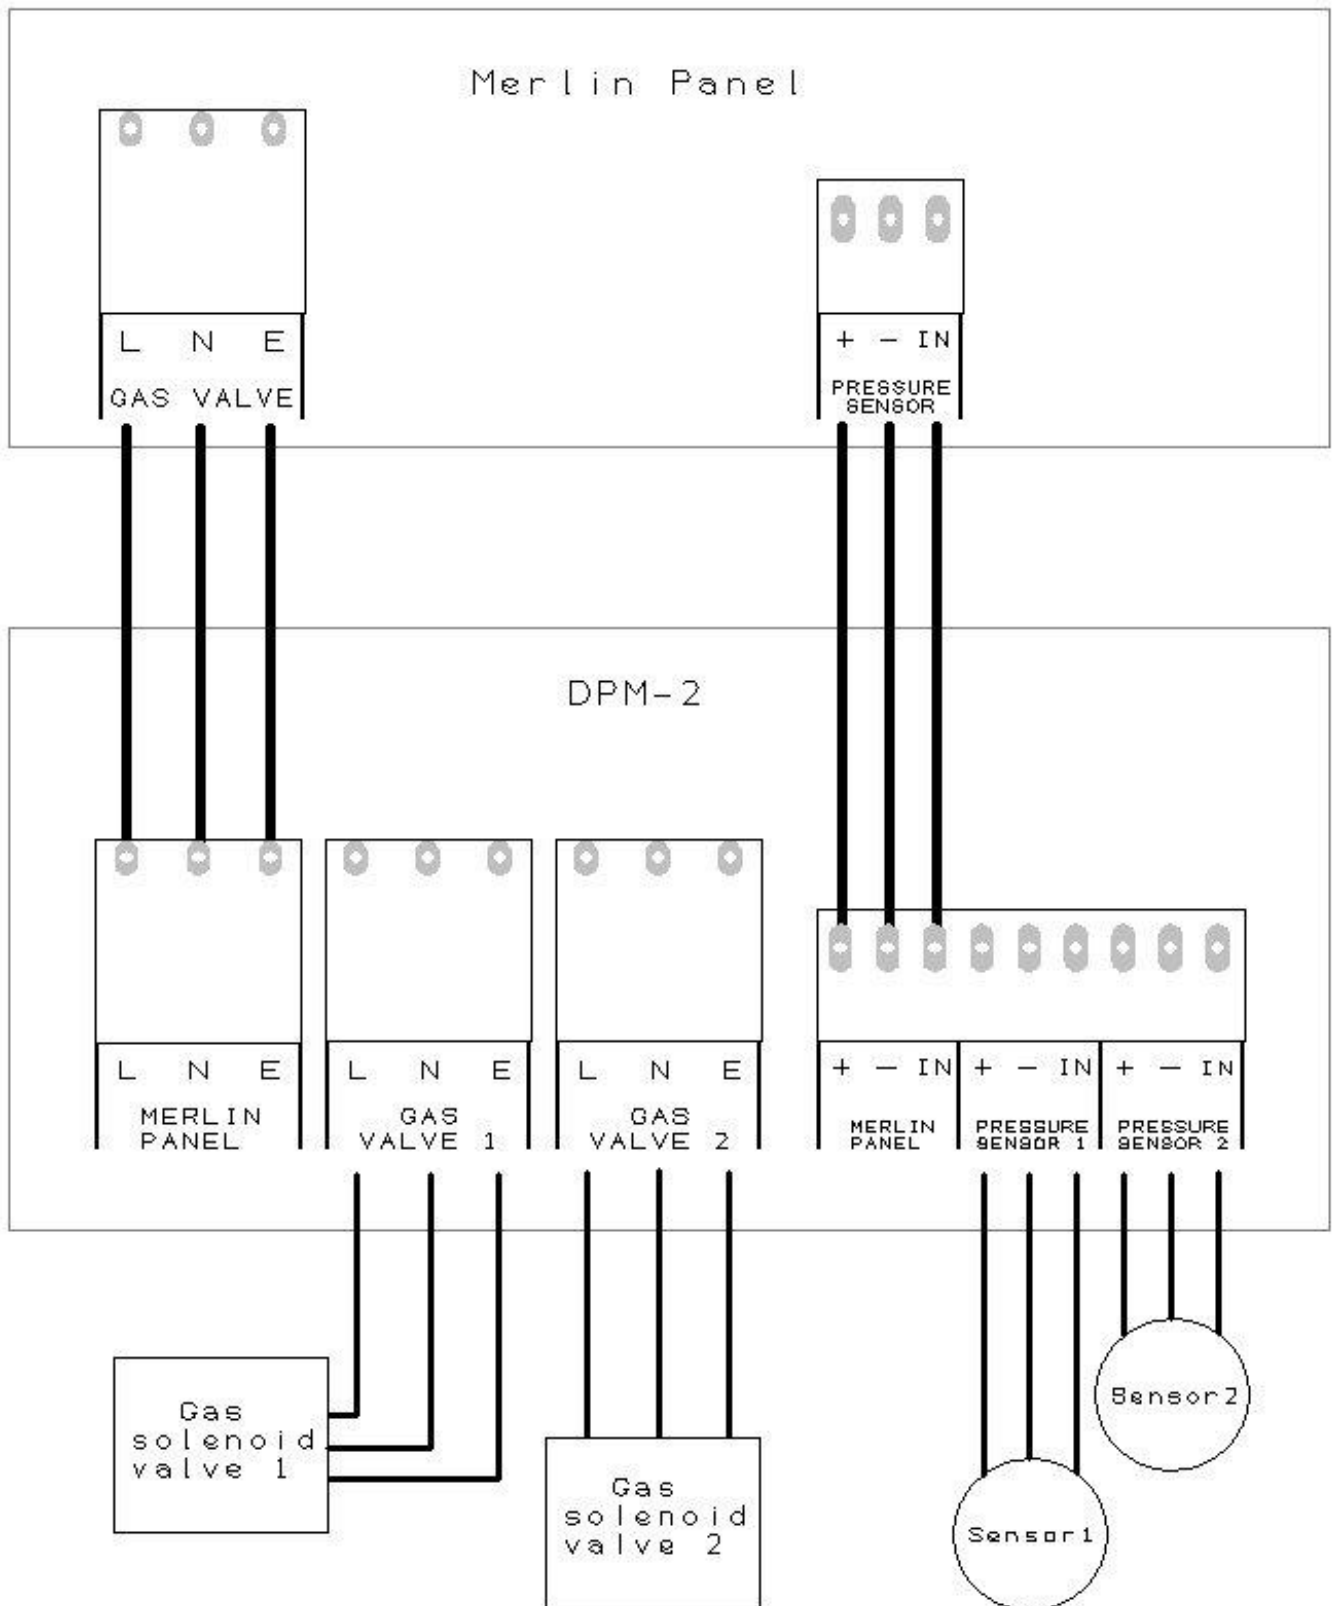 Merlin Panel
L N E
GAS VALVE
+ - IN
PRESSURE
SENSOR
DPM-2
L N E
MERLIN
PANEL
L N E
GAS
VALVE 1
L N E
GAS
VALVE 2
+ - IN
MERLIN
PANEL
+ - IN
PRESSURE
SENSOR 1
+ - IN
PRESSURE
SENSOR 2
Gas
solenoid
valve 1
Gas
solenoid
valve 2
Sensor1
Sensor2